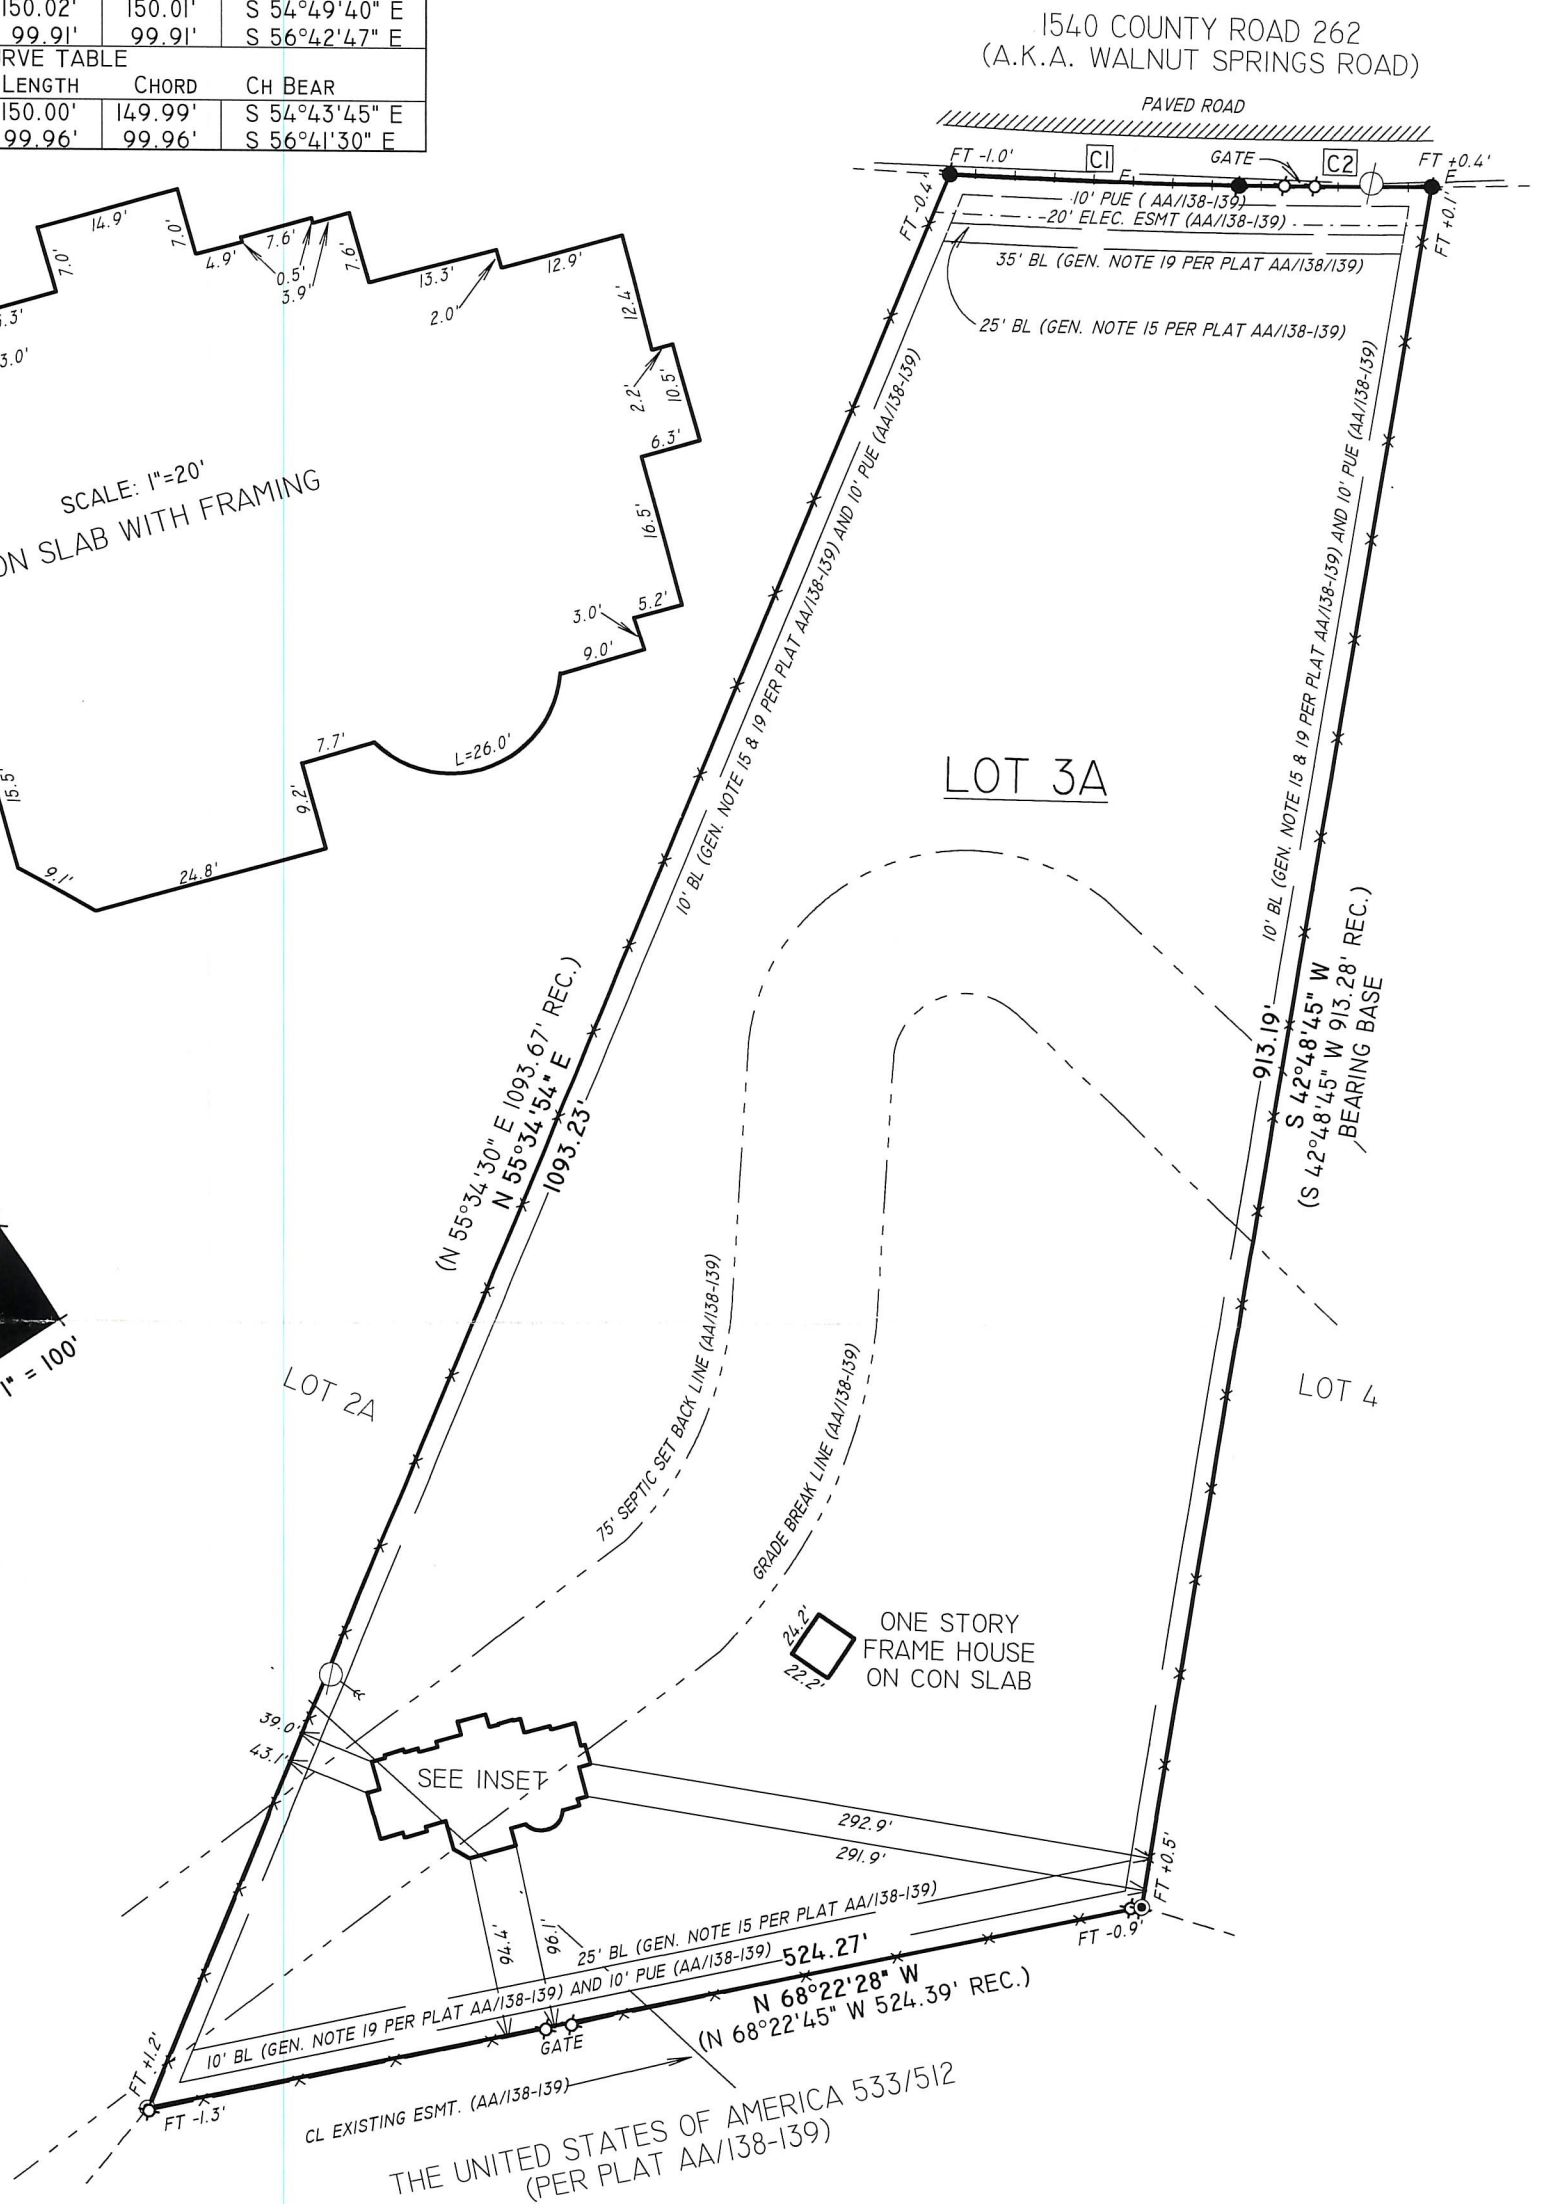 150.02' 150.01' S 54°49'40" E
99.91' 99.91' S 56°42'47" E
RVE TABLE
LENGTH CHORD CH BEAR
150.00' 149.99' S 54°43'45" E
99.96' 99.96' S 56°41'30" E
1540 COUNTY ROAD 262
(A.K.A. WALNUT SPRINGS ROAD)
PAVED ROAD
FT -1.0'
C1
GATE
C2
FT +0.4'
E
E
FT -0.4'
FT +0.1'
10' PUE ( AA/138-139)
20' ELEC. ESMT (AA/138-139)
35' BL (GEN. NOTE 19 PER PLAT AA/138/139)
25' BL (GEN. NOTE 15 PER PLAT AA/138-139)
14.9'
7.0'
7.0'
4.9'
7.6'
0.5'
3.9'
7.6'
13.3'
2.0'
12.9'
12.4'
2.2'
10.5'
6.3'
16.5'
5.2'
3.0'
9.0'
L=26.0'
7.7'
9.2'
24.8'
9.1'
15.5'
3.0'
SCALE: 1"=20'
ON SLAB WITH FRAMING
10' BL (GEN. NOTE 15 & 19 PER PLAT AA/138-139) AND 10' PUE (AA/138-139)
10' BL (GEN. NOTE 15 & 19 PER PLAT AA/138-139) AND 10' PUE (AA/138-139)
LOT 3A
(N 55°34'30" E 1093.67' REC.)
N 55°34'54" E
1093.23'
913.19'
S 42°48'45" W
(S 42°48'45" W 913.28' REC.)
BEARING BASE
1" = 100'
LOT 2A
LOT 4
75' SEPTIC SET BACK LINE (AA/138-139)
GRADE BREAK LINE (AA/138-139)
24.2'
22.2'
ONE STORY
FRAME HOUSE
ON CON SLAB
39.0'
43.1'
SEE INSET
292.9'
291.9'
94.4'
96.1'
FT +0.5'
FT -0.9'
25' BL (GEN. NOTE 15 PER PLAT AA/138-139)
10' BL (GEN. NOTE 19 PER PLAT AA/138-139) AND 10' PUE (AA/138-139)
524.27'
N 68°22'28" W
(N 68°22'45" W 524.39' REC.)
GATE
FT +1.2'
FT -1.3'
CL EXISTING ESMT. (AA/138-139)
THE UNITED STATES OF AMERICA 533/512
(PER PLAT AA/138-139)